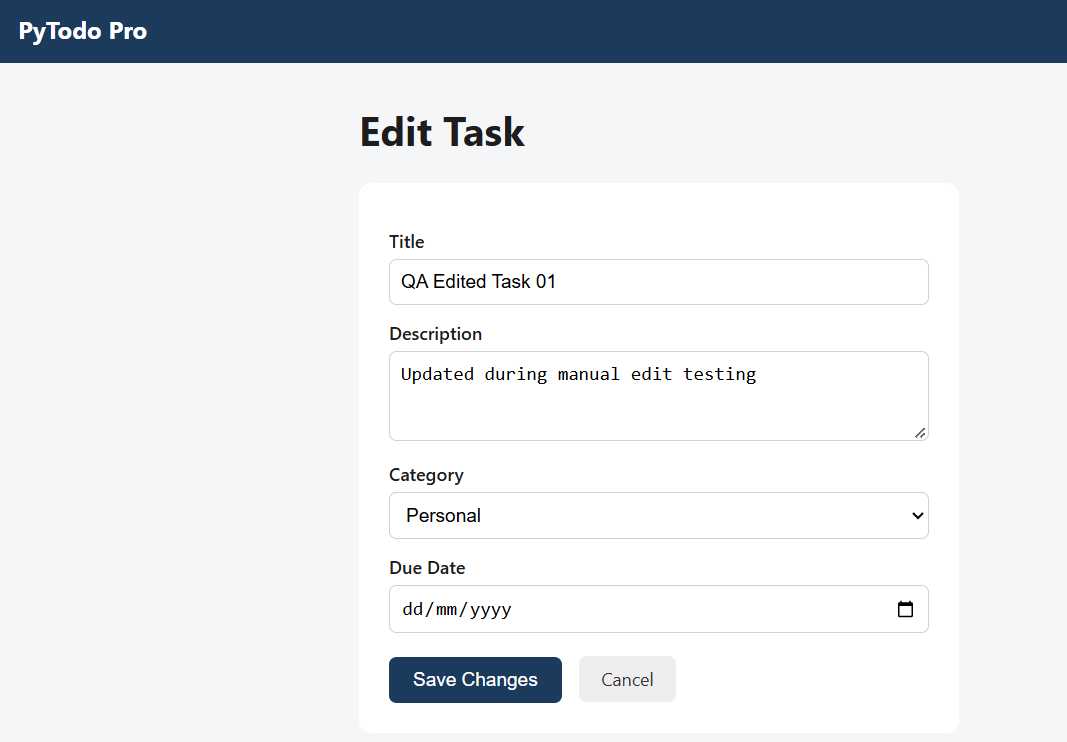 PyTodo Pro
Edit Task
Title
QA Edited Task 01
Description
Updated during manual edit testing
Category
Personal
Due Date
dd/mm/yyyy
Save Changes
Cancel